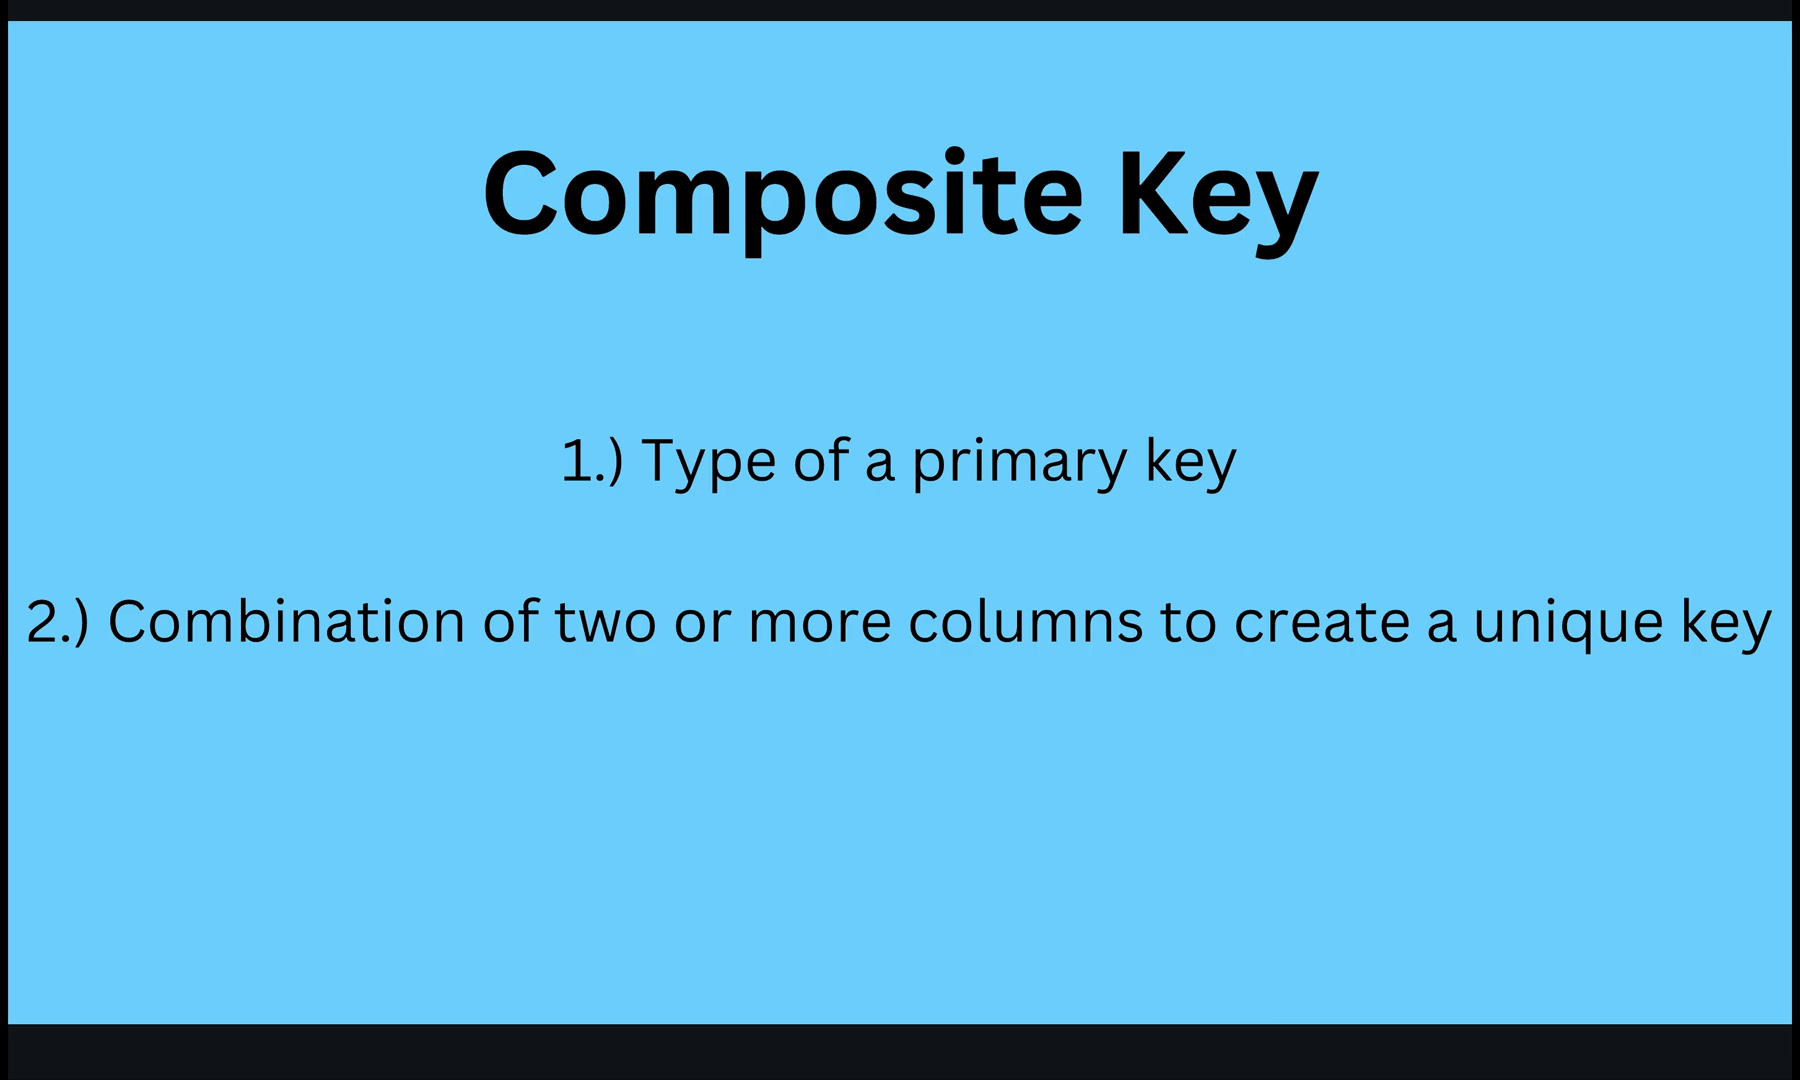 Composite Key
1.) Type of a primary key
2.) Combination of two or more columns to create a unique key